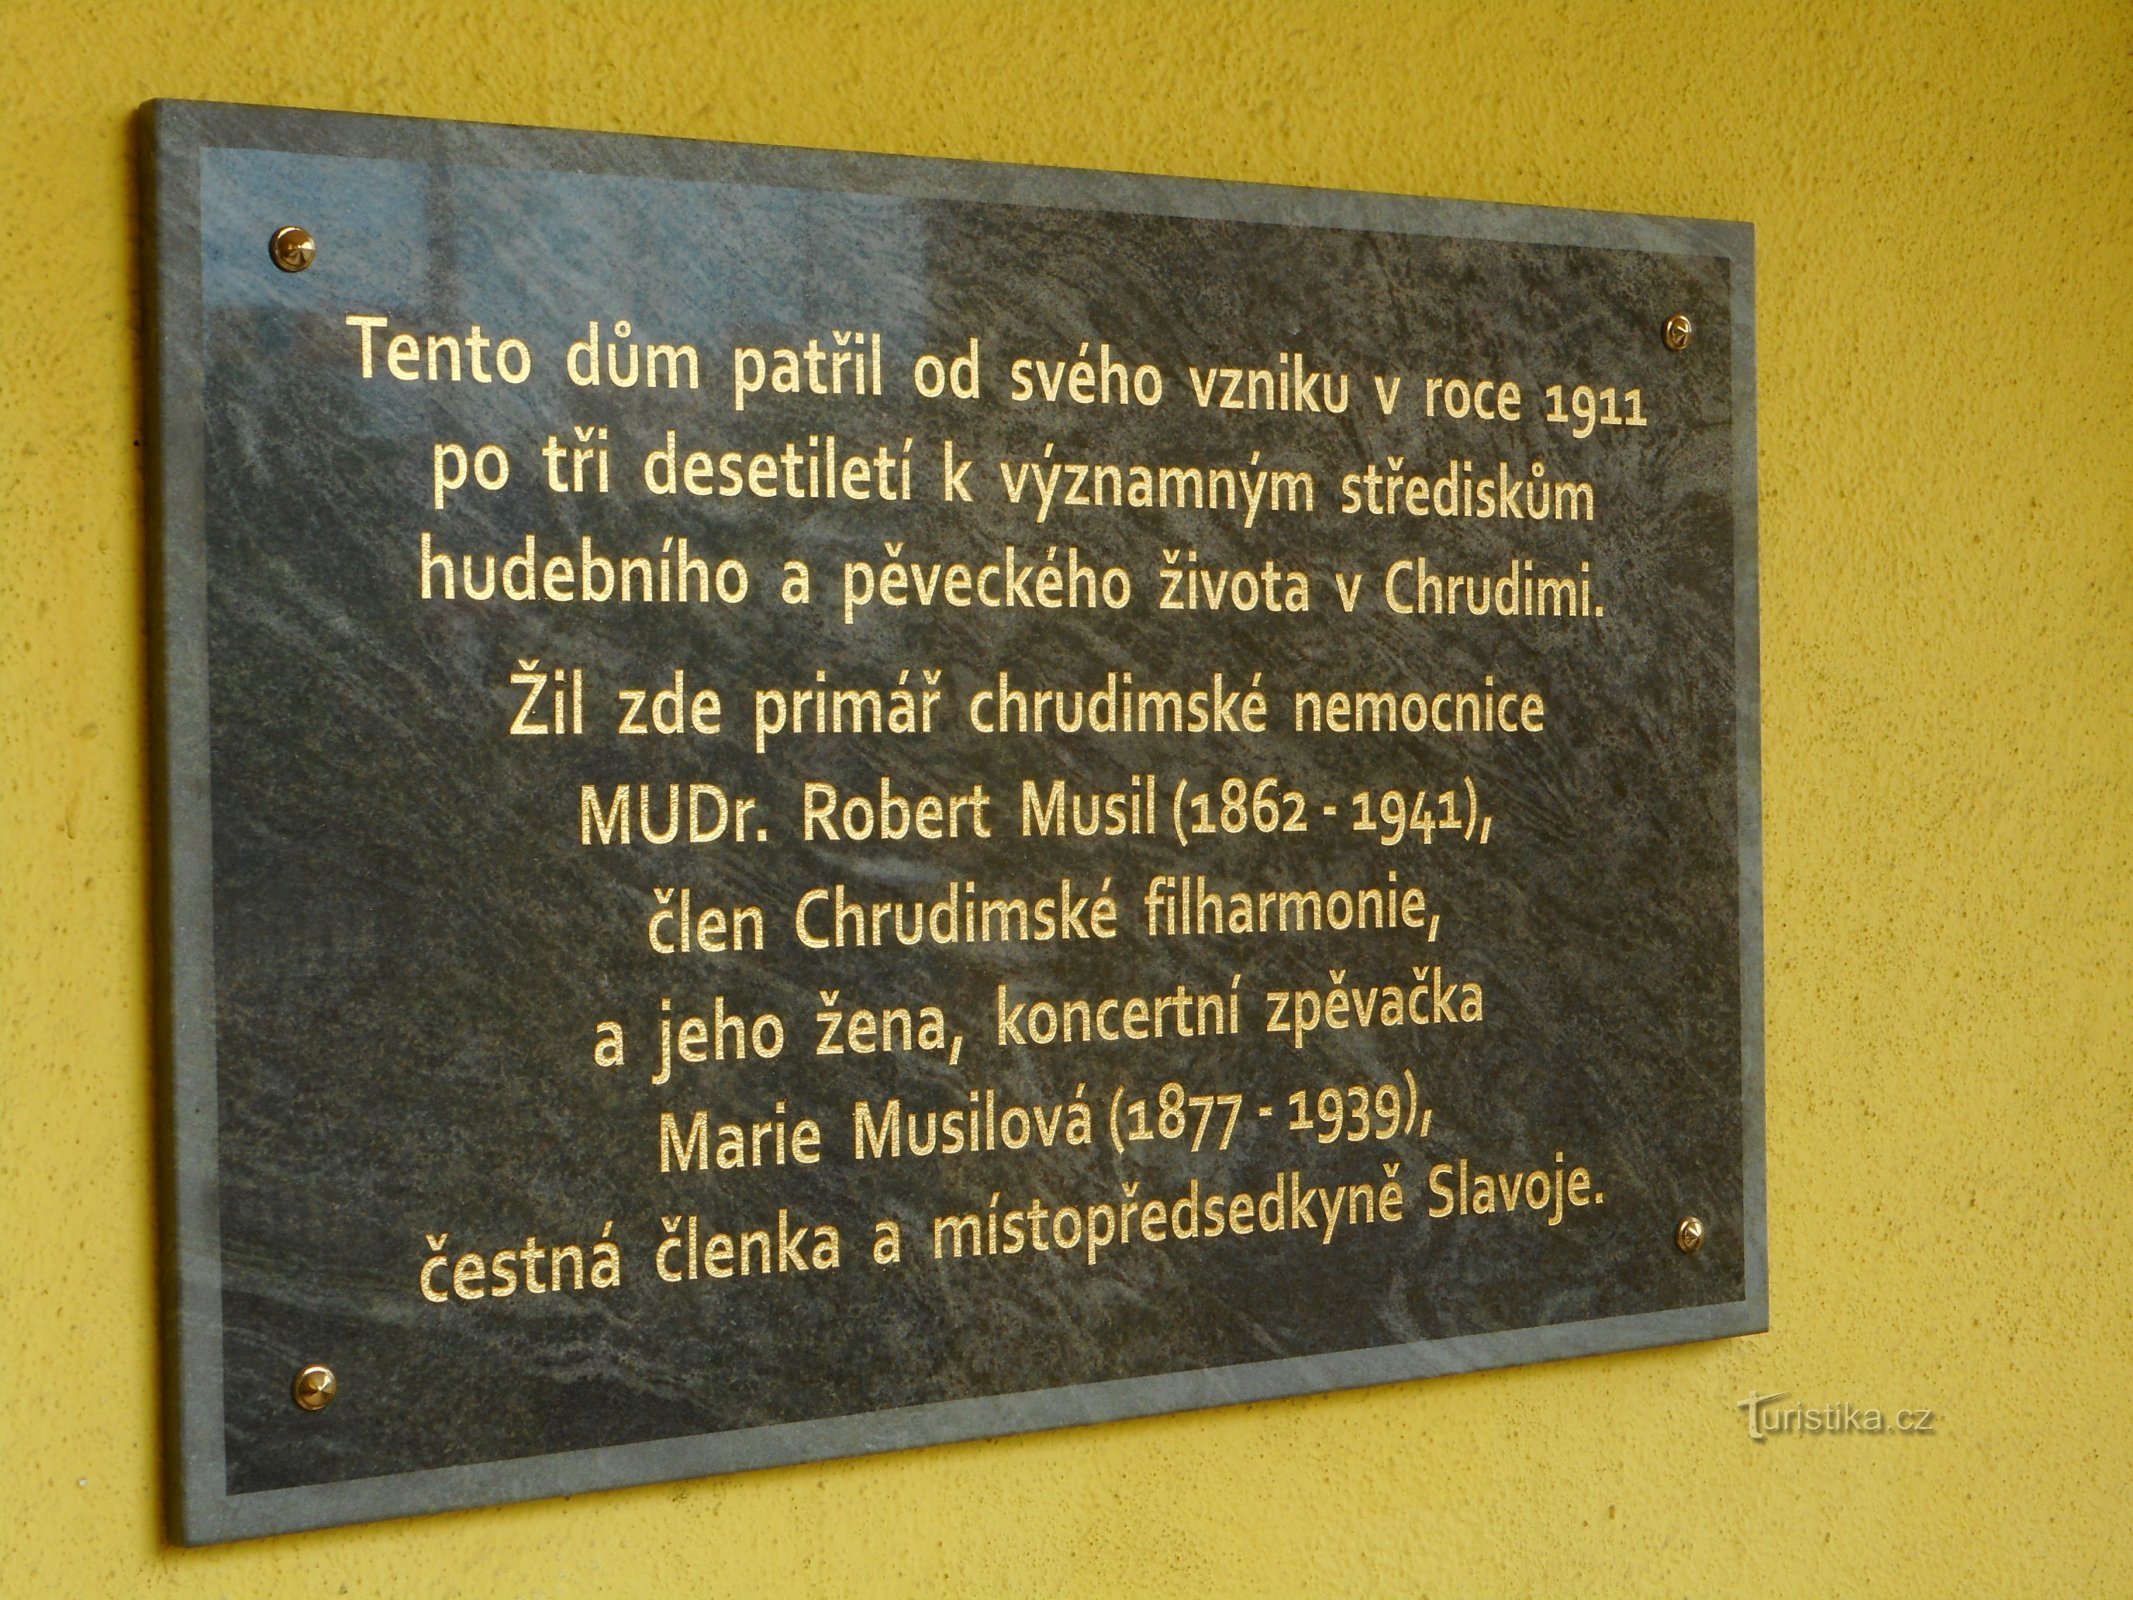 Tento dům patřil od svého vzniku v roce 1911
po tři desetiletí k významným střediskům
hudebního a pěveckého života v Chrudimi.
Žil zde primář chrudimské nemocnice
MUDr. Robert Musil (1862 - 1941),
člen Chrudimské filharmonie,
a jeho žena, koncertní zpěvačka
Marie Musilová (1877 - 1939),
čestná členka a místopředsedkyně Slavoje.
Turistika.cz